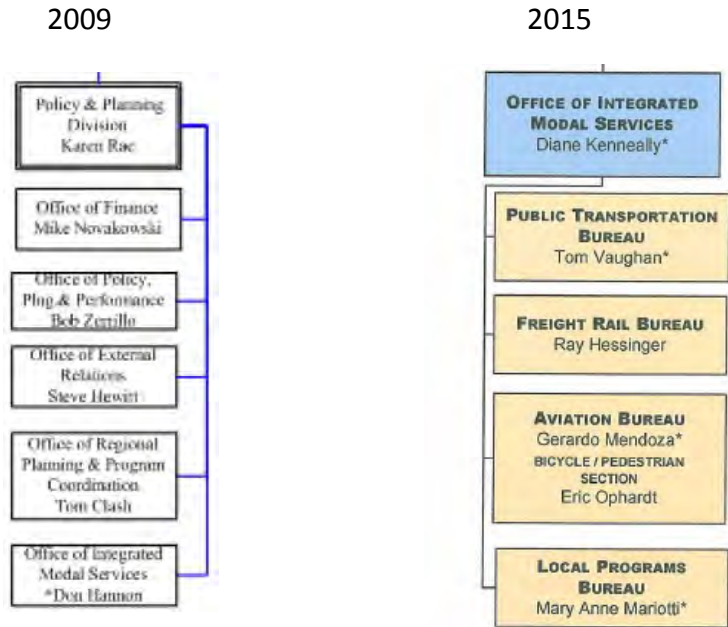 2009
Policy & Planning
Division
Karen Rae
Office of Finance
Mike Novakowski
Office of Policy,
Plng & Performance
Bob Zerrillo
Office of External
Relations
Steve Hewitt
Office of Regional
Planning & Program
Coordination
Tom Clash
Office of Integrated
Modal Services
*Don Hannon
2015
OFFICE OF INTEGRATED
MODAL SERVICES
Diane Kenneally*
PUBLIC TRANSPORTATION
BUREAU
Tom Vaughan*
FREIGHT RAIL BUREAU
Ray Hessinger
AVIATION BUREAU
Gerardo Mendoza*
BICYCLE / PEDESTRIAN
SECTION
Eric Ophardt
LOCAL PROGRAMS
BUREAU
Mary Anne Mariotti*